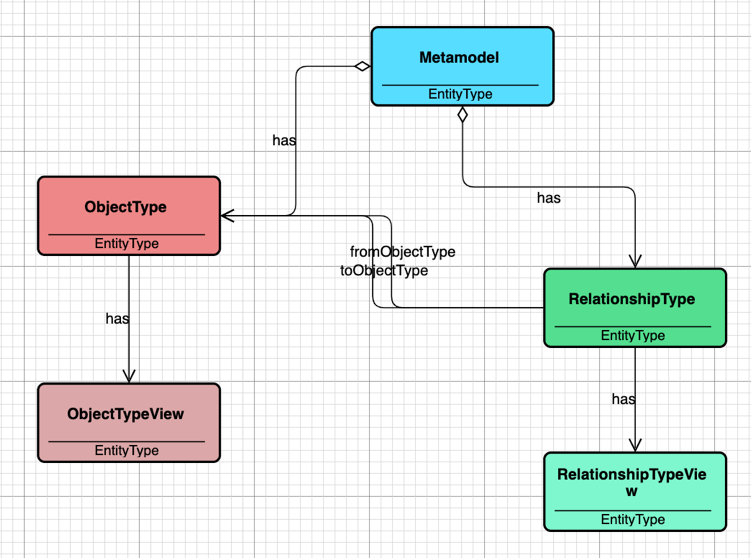 Metamodel
EntityType
has
has
ObjectType
EntityType
fromObjectType
toObjectType
RelationshipType
EntityType
has
has
ObjectTypeView
EntityType
RelationshipTypeVie
w
EntityType